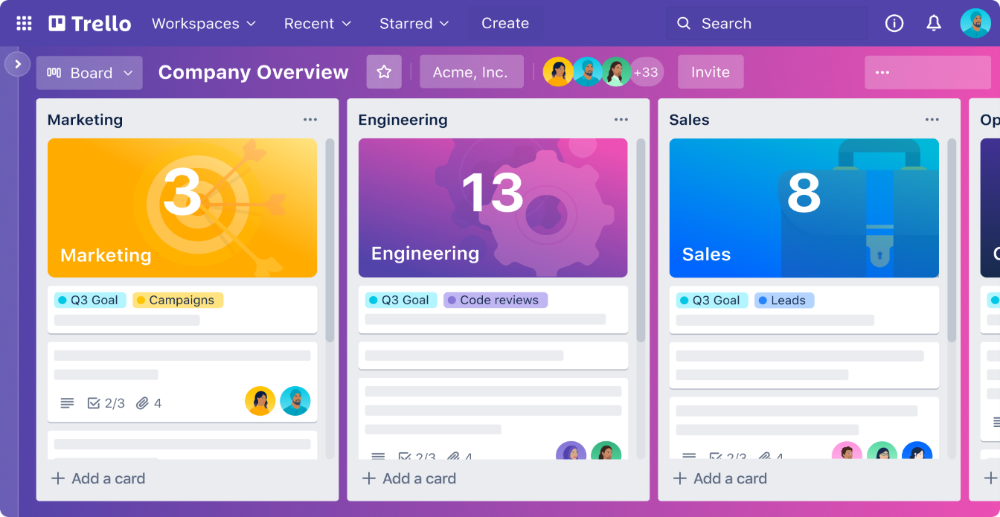 Trello Workspaces Recent Starred Create Search
Board Company Overview Acme, Inc. +33 Invite
Marketing
3
Marketing
Q3 Goal Campaigns
2/3 4
Add a card
Engineering
13
Engineering
Q3 Goal Code reviews
2/3 4
Add a card
Sales
8
Sales
Q3 Goal Leads
2/3 4
Add a card
Op